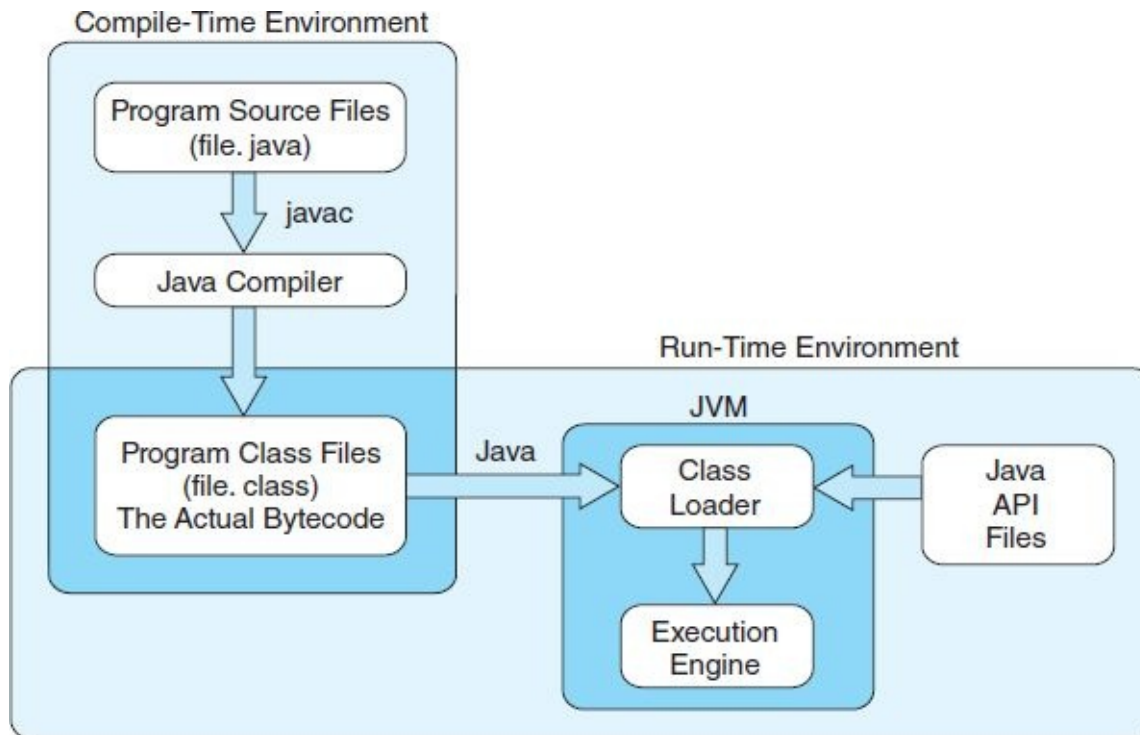 Compile-Time Environment
Program Source Files
(file. java)
javac
Java Compiler
Run-Time Environment
Program Class Files
(file. class)
The Actual Bytecode
Java
JVM
Class
Loader
Execution
Engine
Java
API
Files